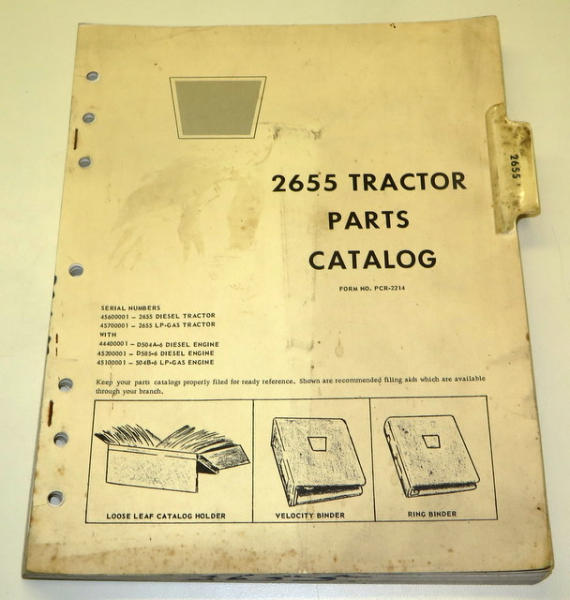 2655
2655 TRACTOR
PARTS
CATALOG
FORM NO. PCR-2214
SERIAL NUMBERS
45600001 - 2655 DIESEL TRACTOR
45700001 - 2655 LP-GAS TRACTOR
WITH
44400001 - D504A-6 DIESEL ENGINE
45200001 - D585-6 DIESEL ENGINE
45100001 - 504B-6 LP-GAS ENGINE
Keep your parts catalogs properly filed for ready reference. Shown are recommended filing aids which are available
through your branch.
LOOSE LEAF CATALOG HOLDER
VELOCITY BINDER
RING BINDER